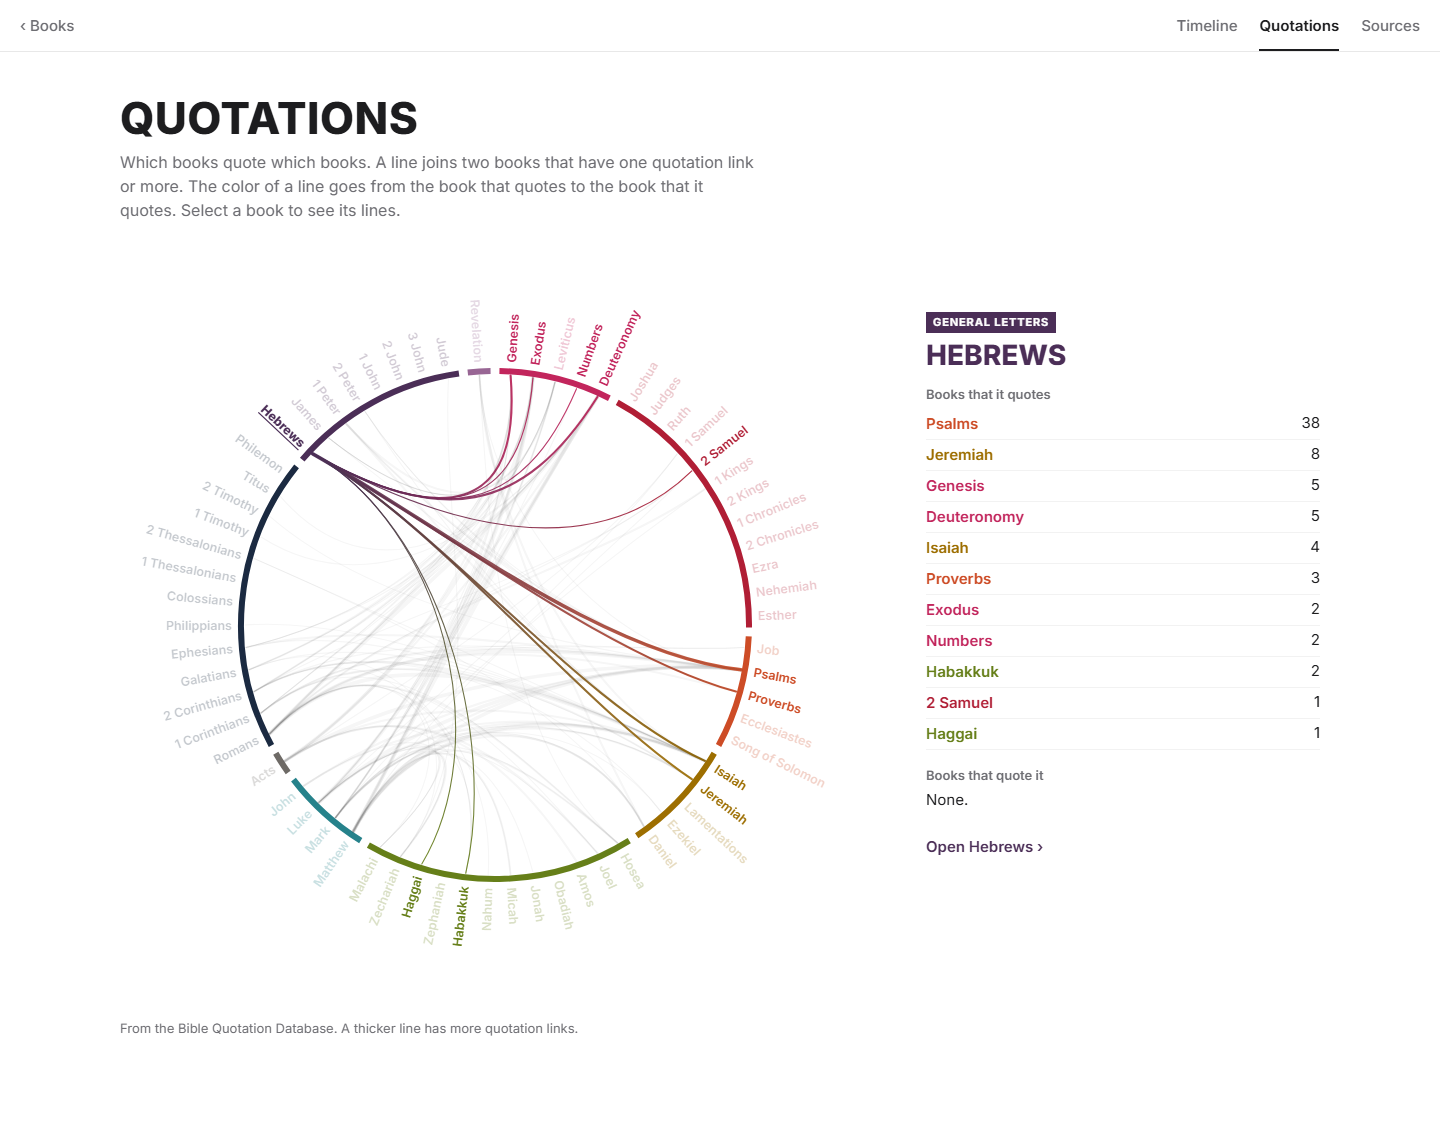 ‹ Books
Timeline
Quotations
Sources
QUOTATIONS
Which books quote which books. A line joins two books that have one quotation link
or more. The color of a line goes from the book that quotes to the book that it
quotes. Select a book to see its lines.
Genesis
Exodus
Leviticus
Numbers
Deuteronomy
Joshua
Judges
Ruth
1 Samuel
2 Samuel
1 Kings
2 Kings
1 Chronicles
2 Chronicles
Ezra
Nehemiah
Esther
Job
Psalms
Proverbs
Ecclesiastes
Song of Solomon
Isaiah
Jeremiah
Lamentations
Ezekiel
Daniel
Hosea
Joel
Amos
Obadiah
Jonah
Micah
Nahum
Habakkuk
Zephaniah
Haggai
Zechariah
Malachi
Matthew
Mark
Luke
John
Acts
Romans
1 Corinthians
2 Corinthians
Galatians
Ephesians
Philippians
Colossians
1 Thessalonians
2 Thessalonians
1 Timothy
2 Timothy
Titus
Philemon
Hebrews
James
1 Peter
2 Peter
1 John
2 John
3 John
Jude
Revelation
GENERAL LETTERS
HEBREWS
Books that it quotes
Psalms 38
Jeremiah 8
Genesis 5
Deuteronomy 5
Isaiah 4
Proverbs 3
Exodus 2
Numbers 2
Habakkuk 2
2 Samuel 1
Haggai 1
Books that quote it
None.
Open Hebrews ›
From the Bible Quotation Database. A thicker line has more quotation links.